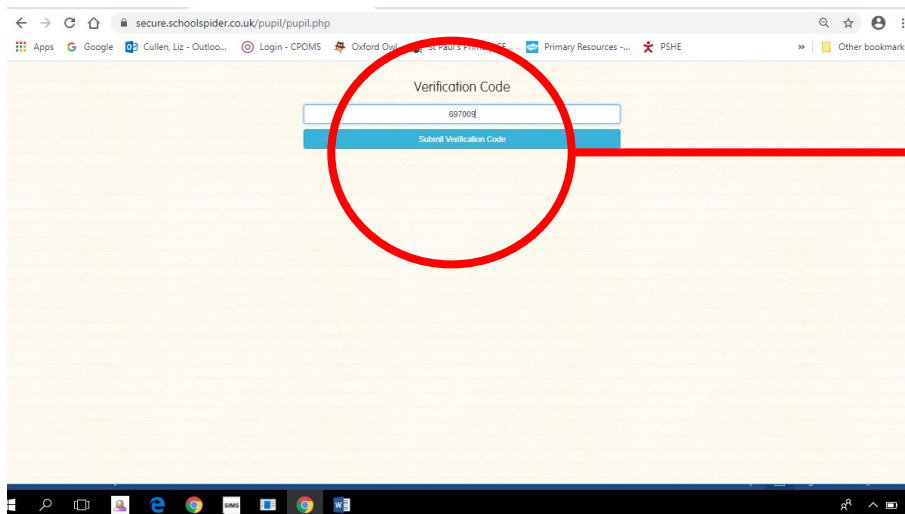 secure.schoolspider.co.uk/pupil/pupil.php
Apps Google Cullen, Liz - Outloo... Login - CPOMS Oxford Owl Primary Resources -... PSHE » Other bookmark
Verification Code
697009
Submit Verification Code
SIMS